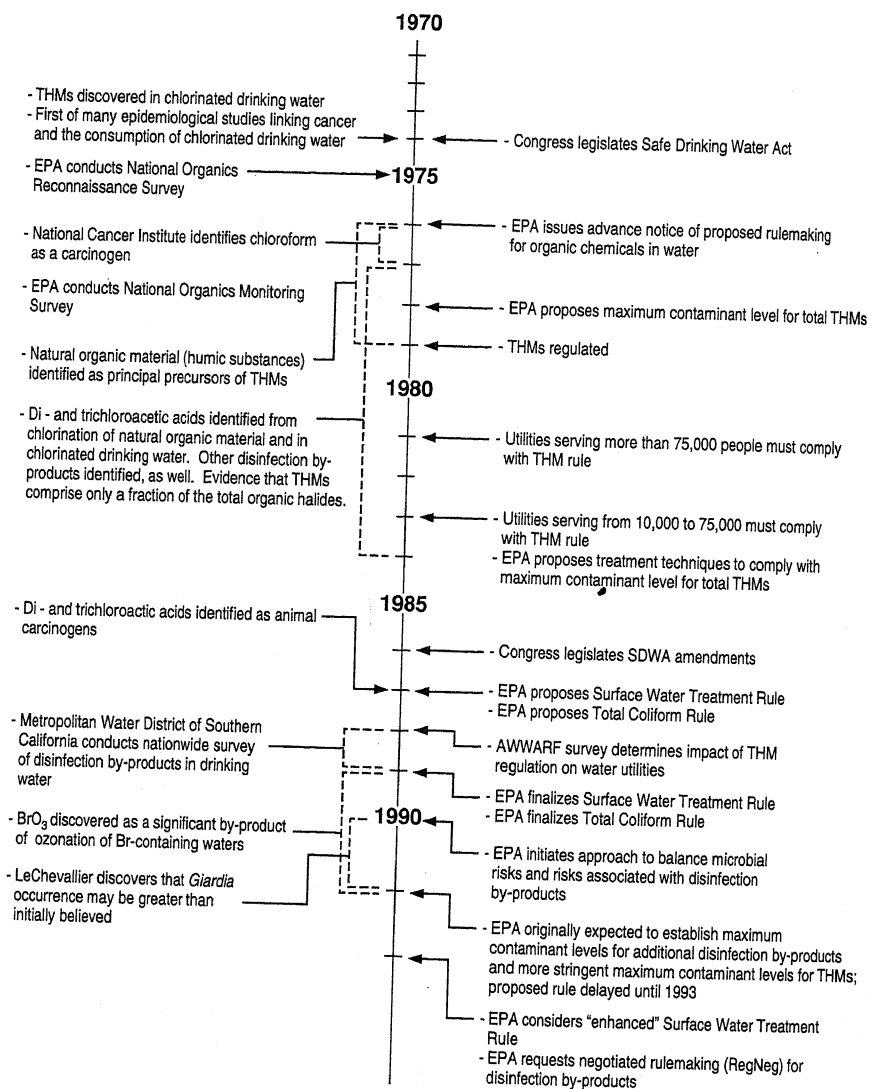 1970
- THMs discovered in chlorinated drinking water
- First of many epidemiological studies linking cancer
and the consumption of chlorinated drinking water
- Congress legislates Safe Drinking Water Act
- EPA conducts National Organics
Reconnaissance Survey
1975
- National Cancer Institute identifies chloroform
as a carcinogen
- EPA issues advance notice of proposed rulemaking
for organic chemicals in water
- EPA conducts National Organics Monitoring
Survey
- EPA proposes maximum contaminant level for total THMs
- Natural organic material (humic substances)
identified as principal precursors of THMs
- THMs regulated
1980
- Di - and trichloroacetic acids identified from
chlorination of natural organic material and in
chlorinated drinking water. Other disinfection by-
products identified, as well. Evidence that THMs
comprise only a fraction of the total organic halides.
- Utilities serving more than 75,000 people must comply
with THM rule
- Utilities serving from 10,000 to 75,000 must comply
with THM rule
- EPA proposes treatment techniques to comply with
maximum contaminant level for total THMs
1985
- Di - and trichloroactic acids identified as animal
carcinogens
- Congress legislates SDWA amendments
- EPA proposes Surface Water Treatment Rule
- EPA proposes Total Coliform Rule
- Metropolitan Water District of Southern
California conducts nationwide survey
of disinfection by-products in drinking
water
- AWWARF survey determines impact of THM
regulation on water utilities
- EPA finalizes Surface Water Treatment Rule
- EPA finalizes Total Coliform Rule
1990
- BrO3 discovered as a significant by-product
of ozonation of Br-containing waters
- EPA initiates approach to balance microbial
risks and risks associated with disinfection
by-products
- LeChevallier discovers that Giardia
occurrence may be greater than
initially believed
- EPA originally expected to establish maximum
contaminant levels for additional disinfection by-products
and more stringent maximum contaminant levels for THMs;
proposed rule delayed until 1993
- EPA considers "enhanced" Surface Water Treatment
Rule
- EPA requests negotiated rulemaking (RegNeg) for
disinfection by-products